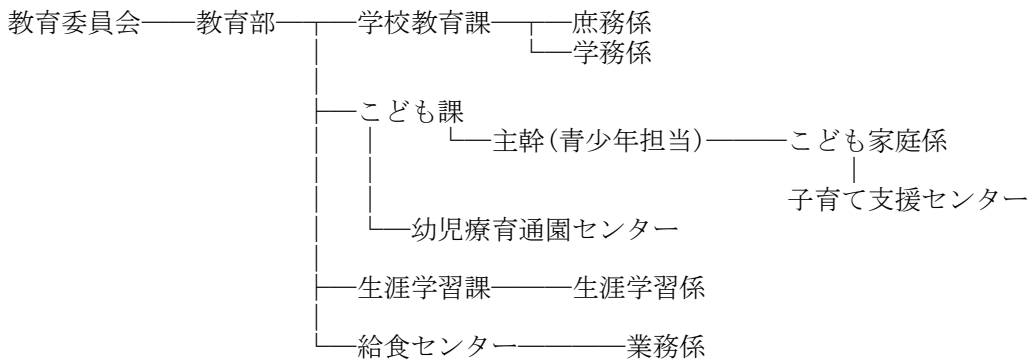 教育委員会 教育部 学校教育課 庶務係
学務係
こども課
主幹(青少年担当) こども家庭係
子育て支援センター
幼児療育通園センター
生涯学習課 生涯学習係
給食センター 業務係